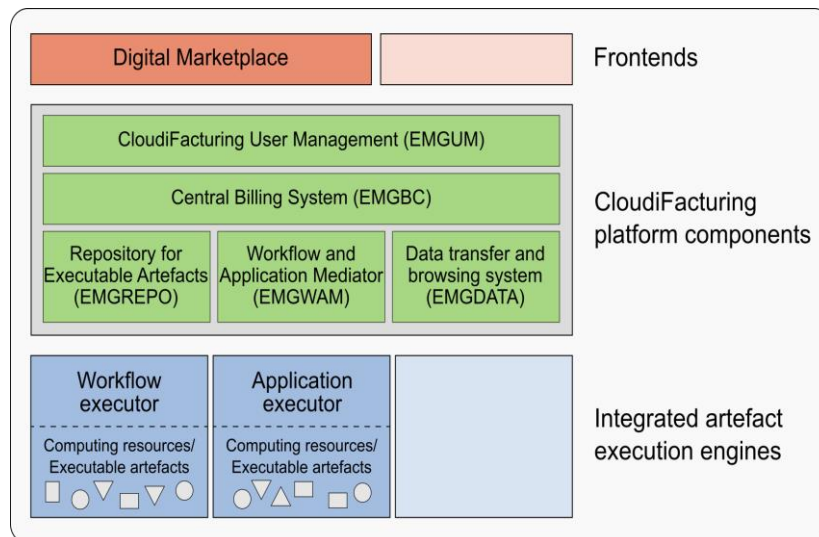 Digital Marketplace
Frontends
CloudiFacturing User Management (EMGUM)
Central Billing System (EMGBC)
Repository for
Executable Artefacts
(EMGREPO)
Workflow and
Application Mediator
(EMGWAM)
Data transfer and
browsing system
(EMGDATA)
CloudiFacturing
platform components
Workflow
executor
Computing resources/
Executable artefacts
Application
executor
Computing resources/
Executable artefacts
Integrated artefact
execution engines